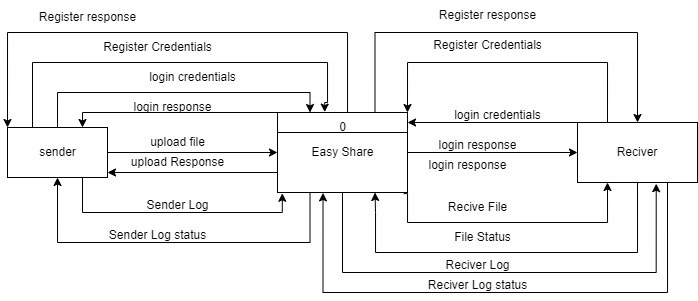 Register response
Register response
Register Credentials
Register Credentials
login credentials
login response
login credentials
0
sender
upload file
Easy Share
login response
Reciver
upload Response
login response
Sender Log
Recive File
Sender Log status
File Status
Reciver Log
Reciver Log status